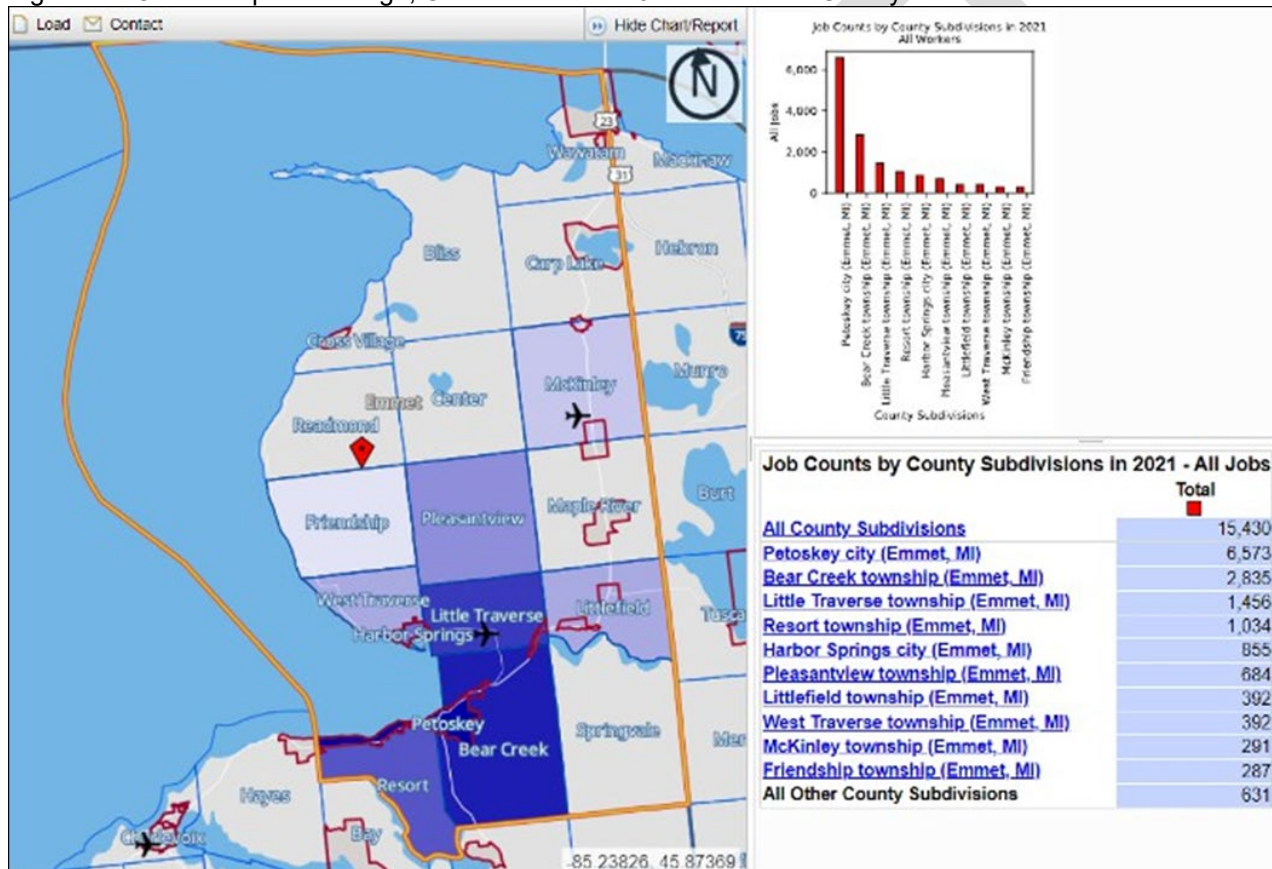 Load Contact
Hide Chart/Report
N
23
Wawatam
Mackinaw
31
Bliss
Hebron
Carp Lake
Cross Village
75
Munro
McKinley
Center
Emmet
Readmond
Burt
Maple River
Friendship
Pleasantview
West Traverse
Little Traverse
Littlefield
Tusca
Harbor Springs
Petoskey
Springvale
Mer
Bear Creek
Resort
Hayes
Bay
Charlevoix
-85.23826, 45.87369
Job Counts by County Subdivisions in 2021
All Workers
All Jobs
6,000
4,000
2,000
0
Petoskey city (Emmet, MI)
Bear Creek township (Emmet, MI)
Little Traverse township (Emmet, MI)
Resort township (Emmet, MI)
Harbor Springs city (Emmet, MI)
Pleasantview township (Emmet, MI)
Littlefield township (Emmet, MI)
West Traverse township (Emmet, MI)
McKinley township (Emmet, MI)
Friendship township (Emmet, MI)
County Subdivisions
Job Counts by County Subdivisions in 2021 - All Jobs
Total
All County Subdivisions 15,430
Petoskey city (Emmet, MI) 6,573
Bear Creek township (Emmet, MI) 2,835
Little Traverse township (Emmet, MI) 1,456
Resort township (Emmet, MI) 1,034
Harbor Springs city (Emmet, MI) 855
Pleasantview township (Emmet, MI) 684
Littlefield township (Emmet, MI) 392
West Traverse township (Emmet, MI) 392
McKinley township (Emmet, MI) 291
Friendship township (Emmet, MI) 287
All Other County Subdivisions 631